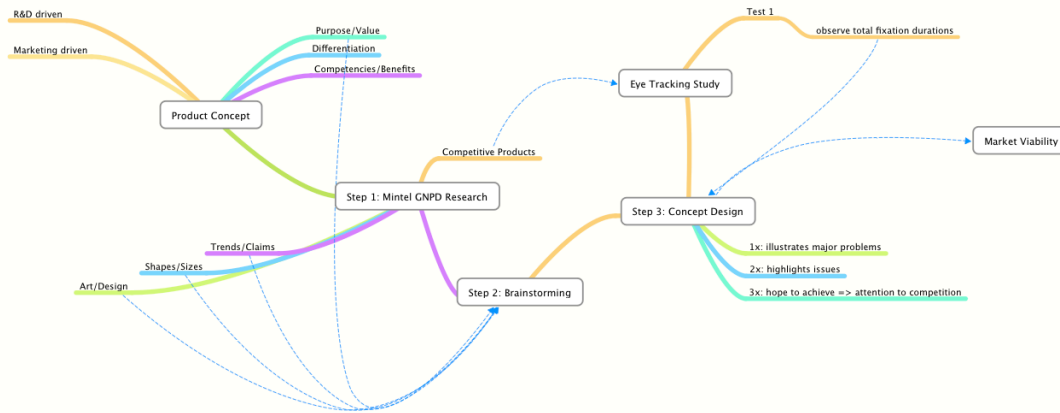 R&D driven
Marketing driven
Product Concept
Purpose/Value
Differentiation
Competencies/Benefits
Competitive Products
Step 1: Mintel GNPD Research
Trends/Claims
Shapes/Sizes
Art/Design
Step 2: Brainstorming
Test 1
observe total fixation durations
Eye Tracking Study
Market Viability
Step 3: Concept Design
1x: illustrates major problems
2x: highlights issues
3x: hope to achieve => attention to competition